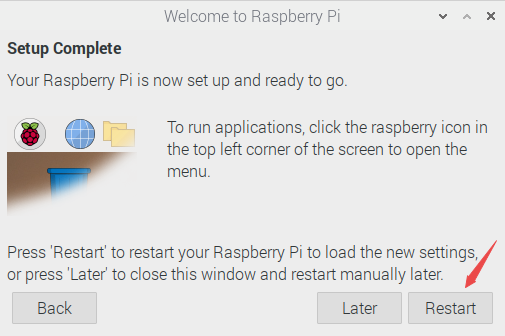 Welcome to Raspberry Pi
Setup Complete
Your Raspberry Pi is now set up and ready to go.
To run applications, click the raspberry icon in
the top left corner of the screen to open the
menu.
Press 'Restart' to restart your Raspberry Pi to load the new settings,
or press 'Later' to close this window and restart manually later.
Back
Later
Restart